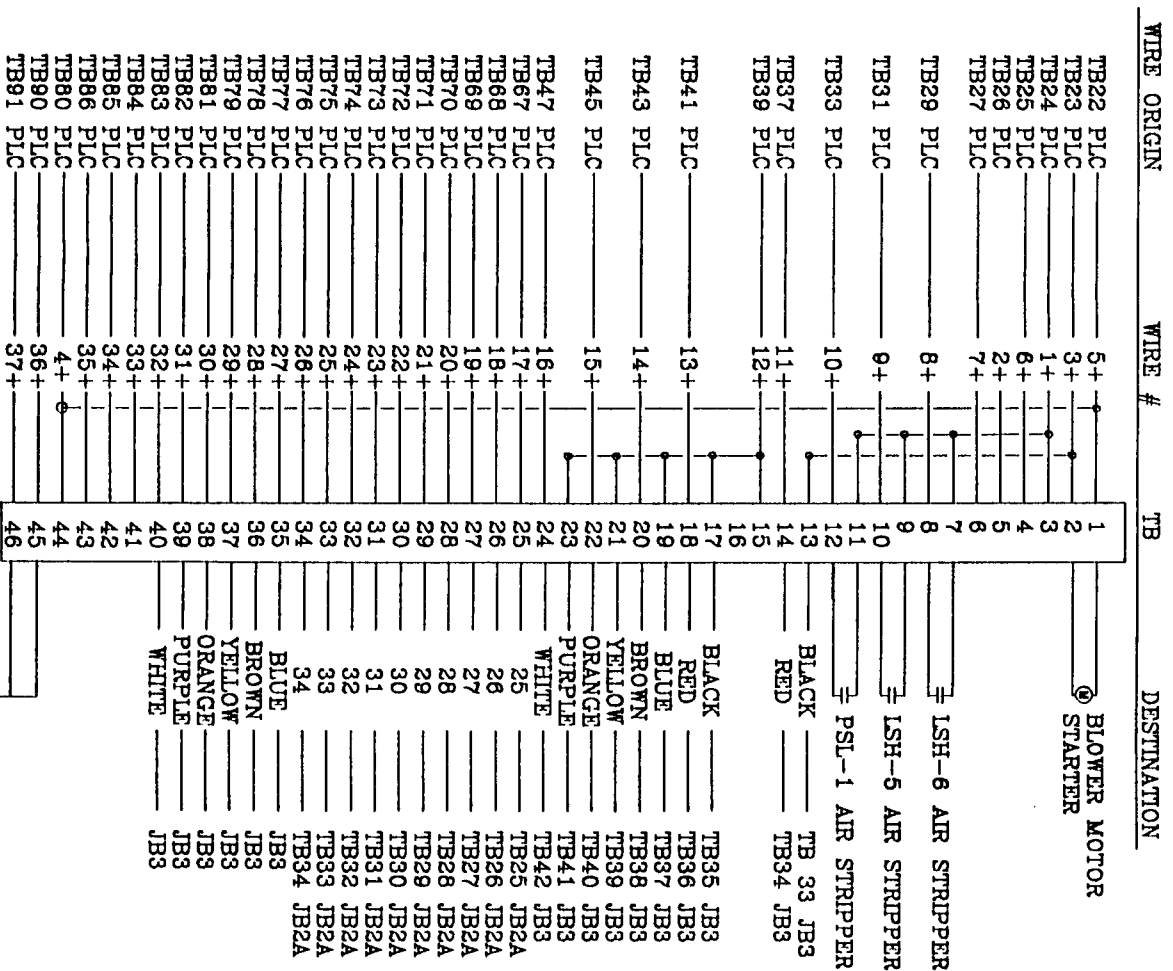 WIRE ORIGIN WIRE # TB DESTINATION
TB22 PLC 5+ 1 BLOWER MOTOR
TB23 PLC 3+ 2 M STARTER
TB24 PLC 1+ 3
TB25 PLC 6+ 4
TB26 PLC 2+ 5
TB27 PLC 7+ 6
7
TB29 PLC 8+ 8 LSH-6 AIR STRIPPER
9
TB31 PLC 9+ 10 LSH-5 AIR STRIPPER
11
TB33 PLC 10+ 12 PSL-1 AIR STRIPPER
13 BLACK TB 33 JB3
TB37 PLC 11+ 14 RED TB34 JB3
TB39 PLC 12+ 15
16
17 BLACK TB35 JB3
TB41 PLC 13+ 18 RED TB36 JB3
19 BLUE TB37 JB3
TB43 PLC 14+ 20 BROWN TB38 JB3
21 YELLOW TB39 JB3
TB45 PLC 15+ 22 ORANGE TB40 JB3
23 PURPLE TB41 JB3
TB47 PLC 16+ 24 WHITE TB42 JB3
TB67 PLC 17+ 25 25 TB25 JB2A
TB68 PLC 18+ 26 26 TB26 JB2A
TB69 PLC 19+ 27 27 TB27 JB2A
TB70 PLC 20+ 28 28 TB28 JB2A
TB71 PLC 21+ 29 29 TB29 JB2A
TB72 PLC 22+ 30 30 TB30 JB2A
TB73 PLC 23+ 31 31 TB31 JB2A
TB74 PLC 24+ 32 32 TB32 JB2A
TB75 PLC 25+ 33 33 TB33 JB2A
TB76 PLC 26+ 34 34 TB34 JB2A
TB77 PLC 27+ 35 BLUE JB3
TB78 PLC 28+ 36 BROWN JB3
TB79 PLC 29+ 37 YELLOW JB3
TB81 PLC 30+ 38 ORANGE JB3
TB82 PLC 31+ 39 PURPLE JB3
TB83 PLC 32+ 40 WHITE JB3
TB84 PLC 33+ 41
TB85 PLC 34+ 42
TB86 PLC 35+ 43
TB80 PLC 4+ 44
TB90 PLC 36+ 45
TB91 PLC 37+ 46